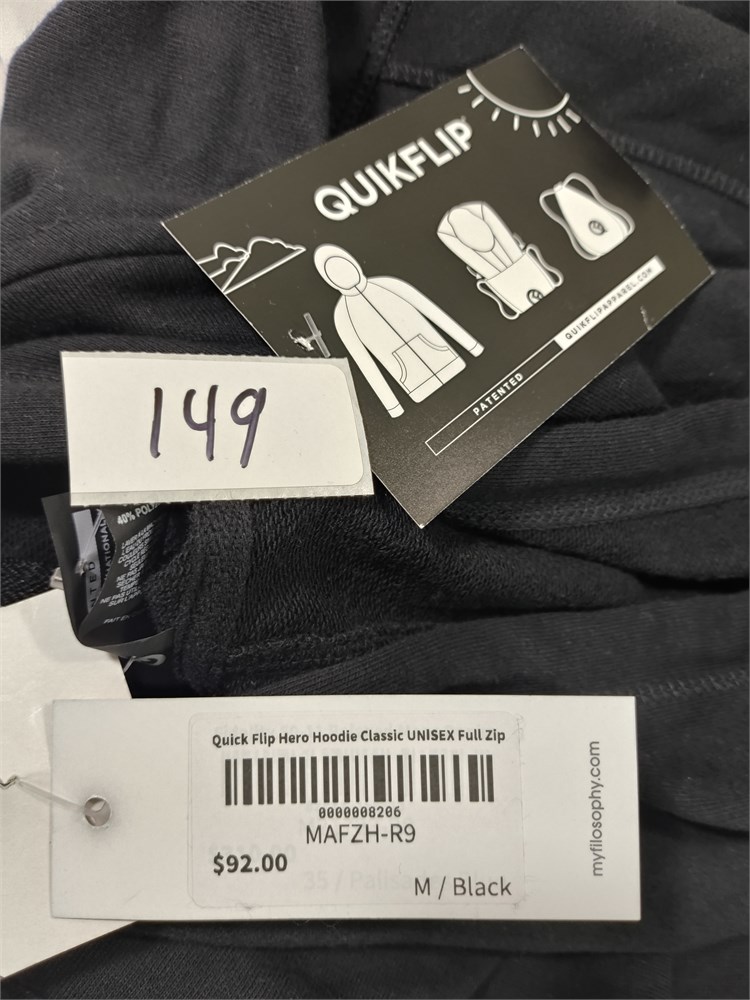 QUIKFLIP
PATENTED
QUIKFLIPAPPAREL.COM
149
40% POLY
Quick Flip Hero Hoodie Classic UNISEX Full Zip
0000008206
MAFZH-R9
$92.00
M / Black
myfilosophy.com